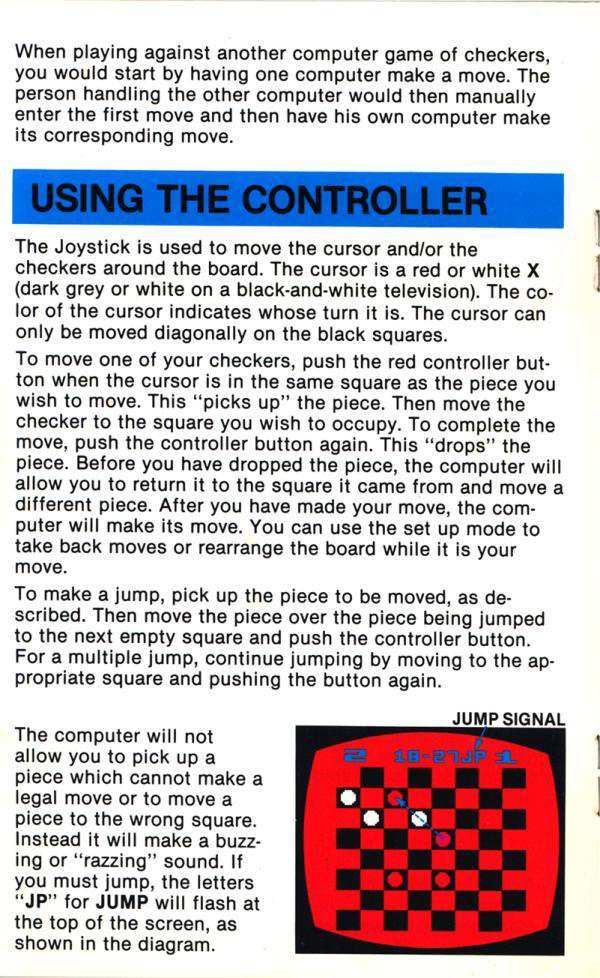 When playing against another computer game of checkers,
you would start by having one computer make a move. The
person handling the other computer would then manually
enter the first move and then have his own computer make
its corresponding move.
USING THE CONTROLLER
The Joystick is used to move the cursor and/or the
checkers around the board. The cursor is a red or white X
(dark grey or white on a black-and-white television). The co-
lor of the cursor indicates whose turn it is. The cursor can
only be moved diagonally on the black squares.
To move one of your checkers, push the red controller but-
ton when the cursor is in the same square as the piece you
wish to move. This "picks up" the piece. Then move the
checker to the square you wish to occupy. To complete the
move, push the controller button again. This "drops" the
piece. Before you have dropped the piece, the computer will
allow you to return it to the square it came from and move a
different piece. After you have made your move, the com-
puter will make its move. You can use the set up mode to
take back moves or rearrange the board while it is your
move.
To make a jump, pick up the piece to be moved, as de-
scribed. Then move the piece over the piece being jumped
to the next empty square and push the controller button.
For a multiple jump, continue jumping by moving to the ap-
propriate square and pushing the button again.
The computer will not
allow you to pick up a
piece which cannot make a
legal move or to move a
piece to the wrong square.
Instead it will make a buzz-
ing or "razzing" sound. If
you must jump, the letters
"JP" for JUMP will flash at
the top of the screen, as
shown in the diagram.
JUMP SIGNAL
2 18-27JP 1